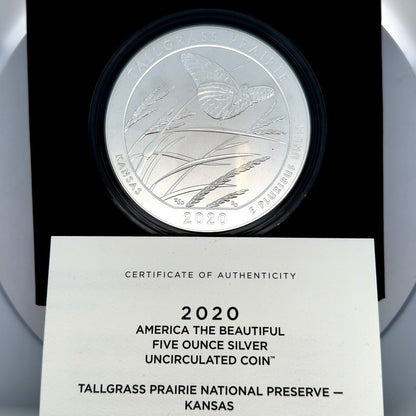 TALLGRASS PRAIRIE
KANSAS
2020
E PLURIBUS UNUM
CERTIFICATE OF AUTHENTICITY
2020
AMERICA THE BEAUTIFUL
FIVE OUNCE SILVER
UNCIRCULATED COIN™
TALLGRASS PRAIRIE NATIONAL PRESERVE —
KANSAS